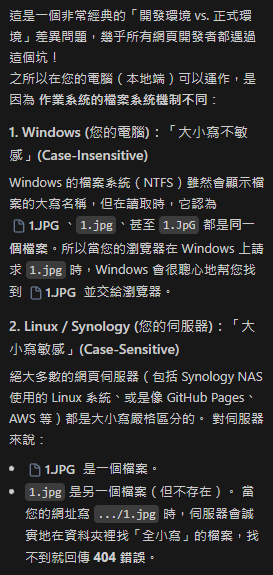 這是一個非常經典的「開發環境 vs. 正式環
境」差異問題，幾乎所有網頁開發者都遇過
這個坑！
之所以在您的電腦（本地端）可以運作，是
因為 作業系統的檔案系統機制不同：
1. Windows (您的電腦)：「大小寫不敏
感」(Case-Insensitive)
Windows 的檔案系統（NTFS）雖然會顯示檔
案的大寫名稱，但在讀取時，它認為
1.JPG 、 1.jpg 、甚至 1.JpG 都是同一
個檔案。所以當您的瀏覽器在 Windows 上請
求 1.jpg 時，Windows 會很聰心地幫您找
到 1.JPG 並交給瀏覽器。
2. Linux / Synology (您的伺服器)：「大
小寫敏感」(Case-Sensitive)
絕大多數的網頁伺服器（包括 Synology NAS
使用的 Linux 系統、或是像 GitHub Pages、
AWS 等）都是大小寫嚴格區分的。 對伺服器
來說：
• 1.JPG 是一個檔案。
• 1.jpg 是另一個檔案（但不存在）。 當
您的網址寫 .../1.jpg 時，伺服器會誠
實地在資料夾裡找「全小寫」的檔案，找
不到就回傳 404 錯誤。